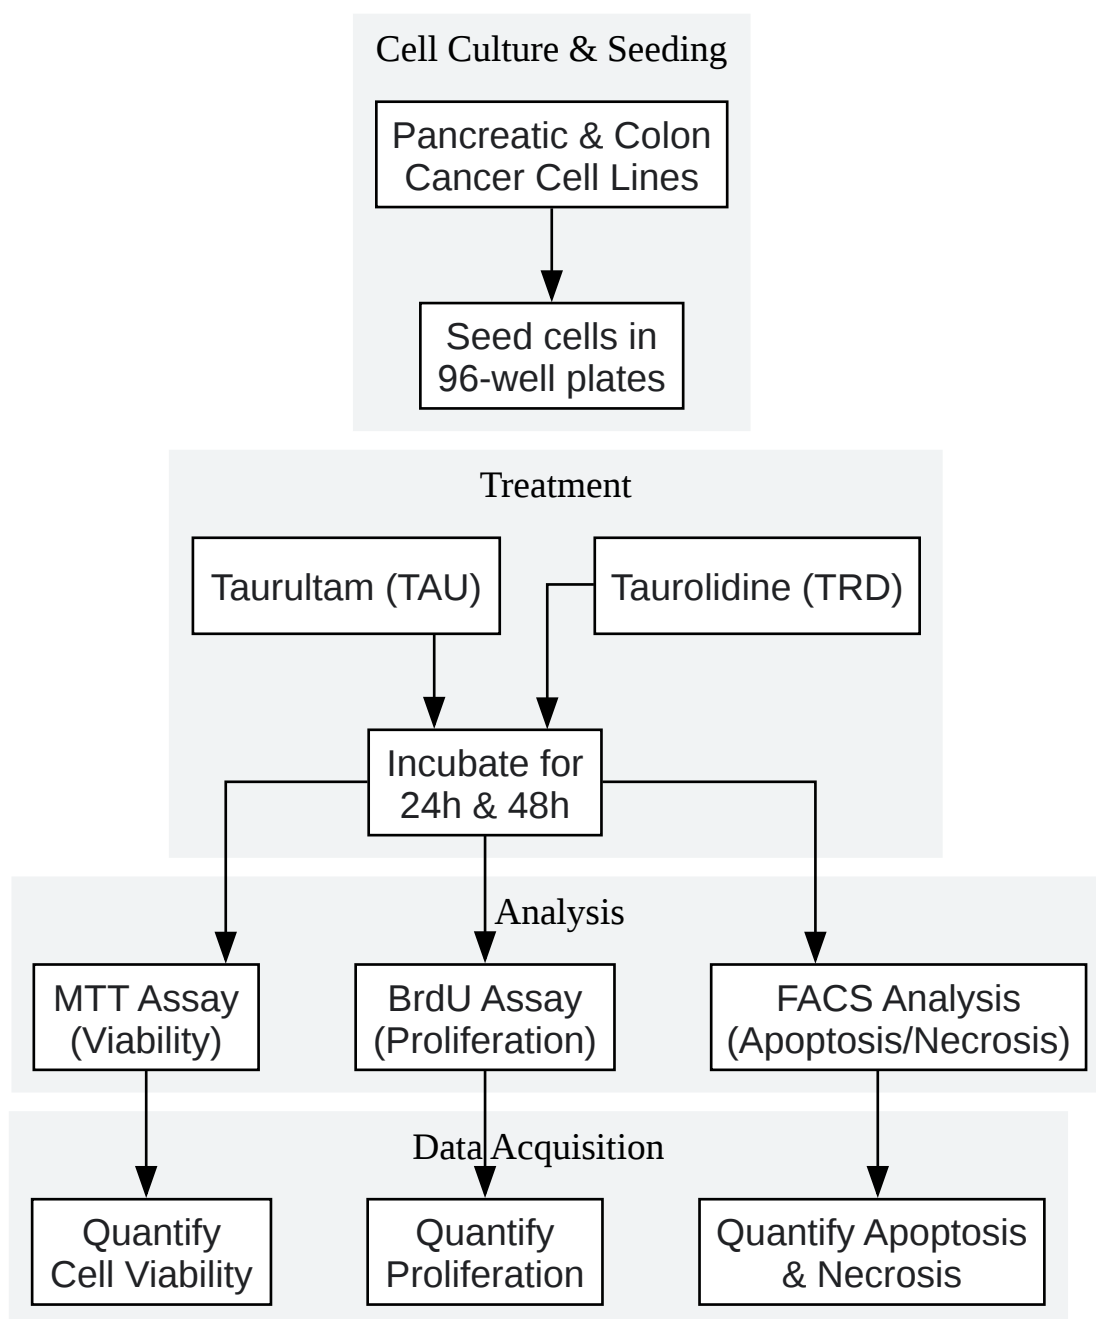 Cell Culture & Seeding
Pancreatic & Colon
Cancer Cell Lines
Seed cells in
96-well plates
Treatment
Taurultam (TAU)
Taurolidine (TRD)
Incubate for
24h & 48h
Analysis
MTT Assay
(Viability)
BrdU Assay
(Proliferation)
FACS Analysis
(Apoptosis/Necrosis)
Data Acquisition
Quantify
Cell Viability
Quantify
Proliferation
Quantify Apoptosis
& Necrosis